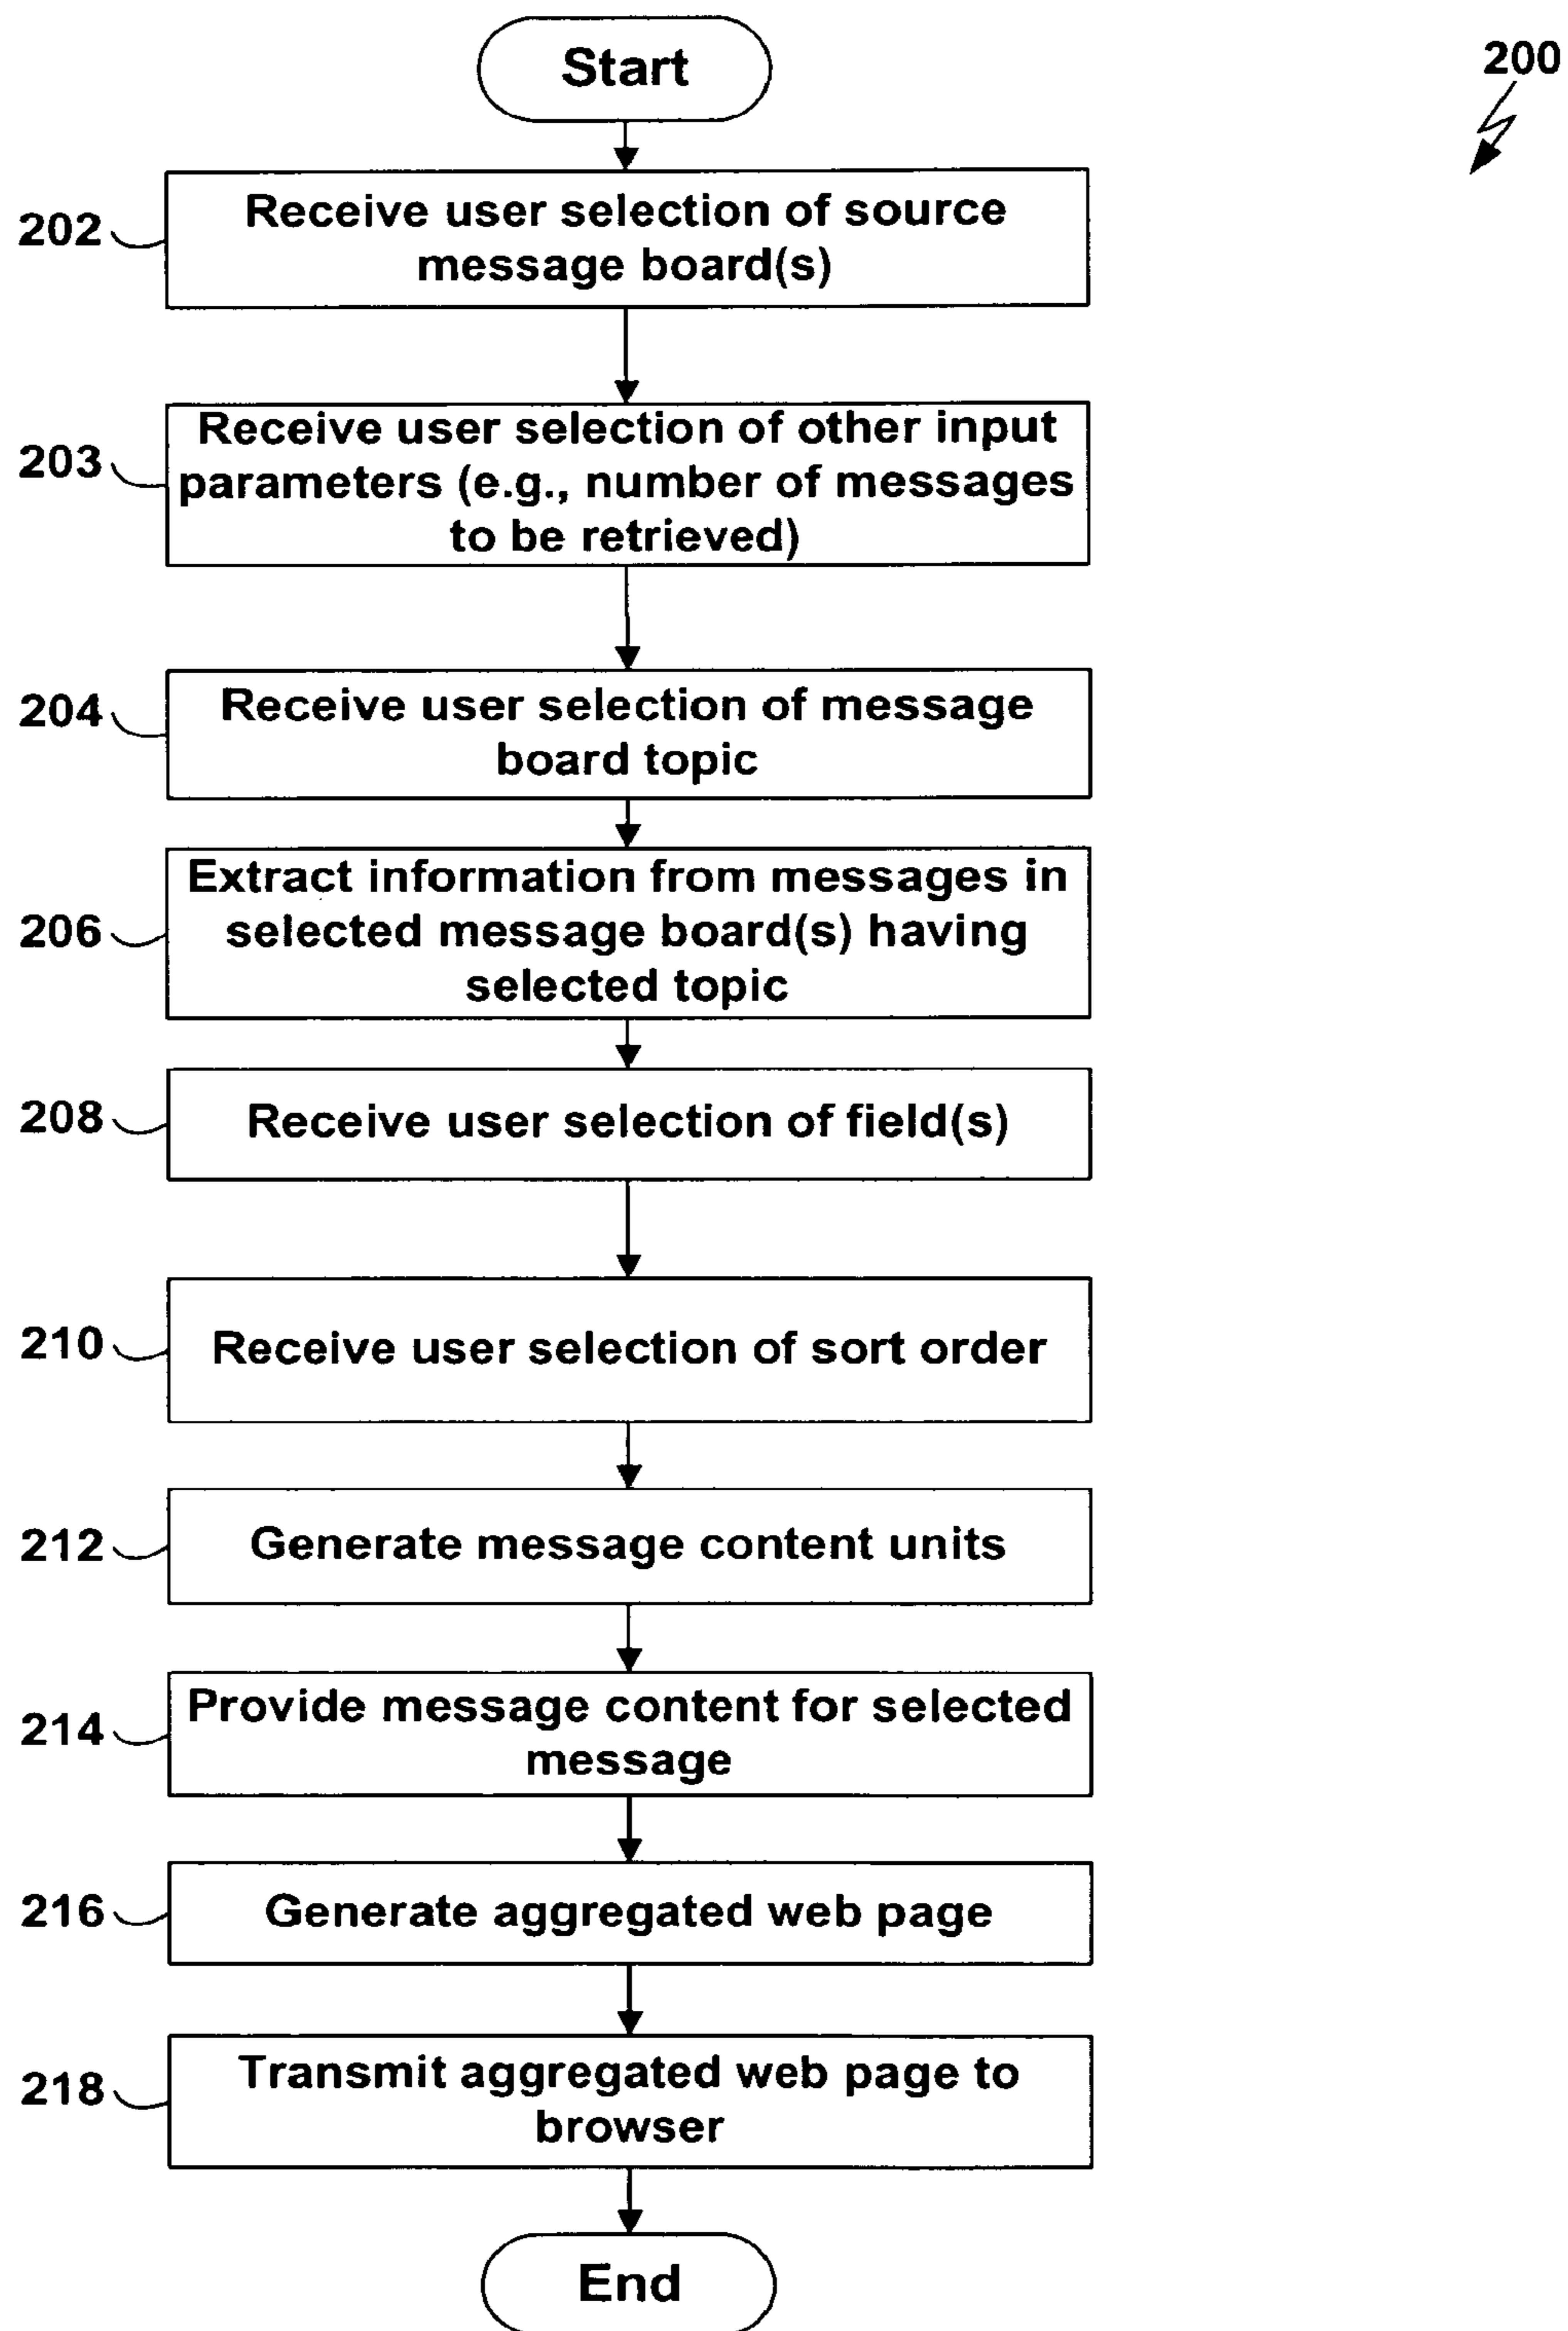 Start
200
202
Receive user selection of source
message board(s)
203
Receive user selection of other input
parameters (e.g., number of messages
to be retrieved)
204
Receive user selection of message
board topic
206
Extract information from messages in
selected message board(s) having
selected topic
208
Receive user selection of field(s)
210
Receive user selection of sort order
212
Generate message content units
214
Provide message content for selected
message
216
Generate aggregated web page
218
Transmit aggregated web page to
browser
End